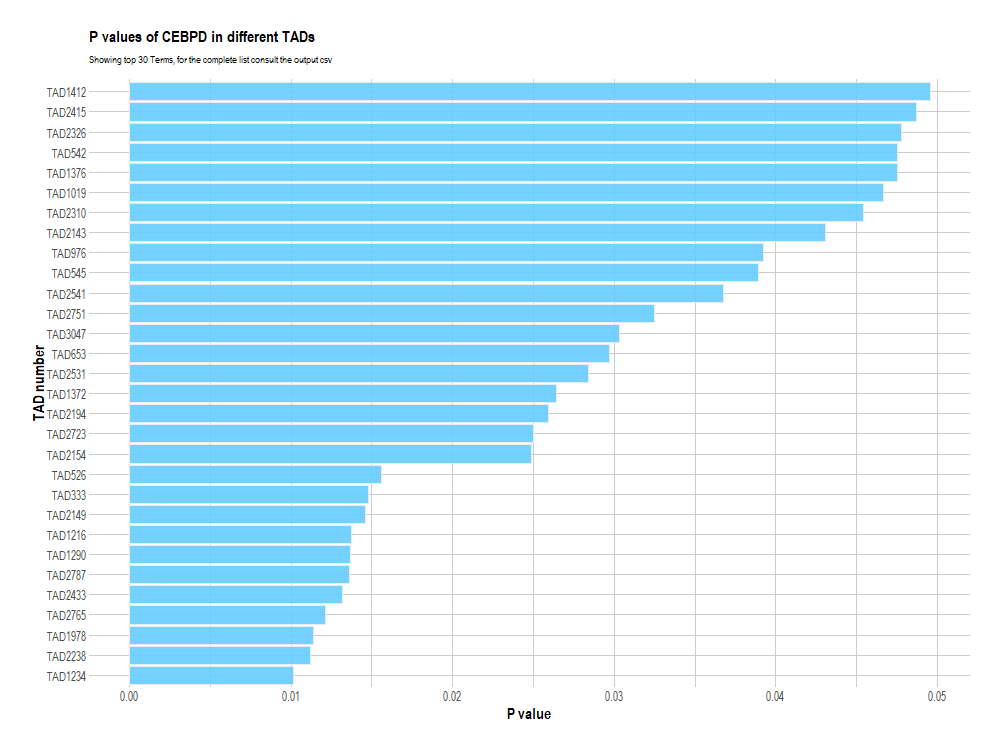 P values of CEBPD in different TADs
Showing top 30 Terms, for the complete list consult the output csv
TAD number
TAD1412
TAD2415
TAD2326
TAD542
TAD1376
TAD1019
TAD2310
TAD2143
TAD976
TAD545
TAD2541
TAD2751
TAD3047
TAD653
TAD2531
TAD1372
TAD2194
TAD2723
TAD2154
TAD526
TAD333
TAD2149
TAD1216
TAD1290
TAD2787
TAD2433
TAD2765
TAD1978
TAD2238
TAD1234
0.00 0.01 0.02 0.03 0.04 0.05
P value